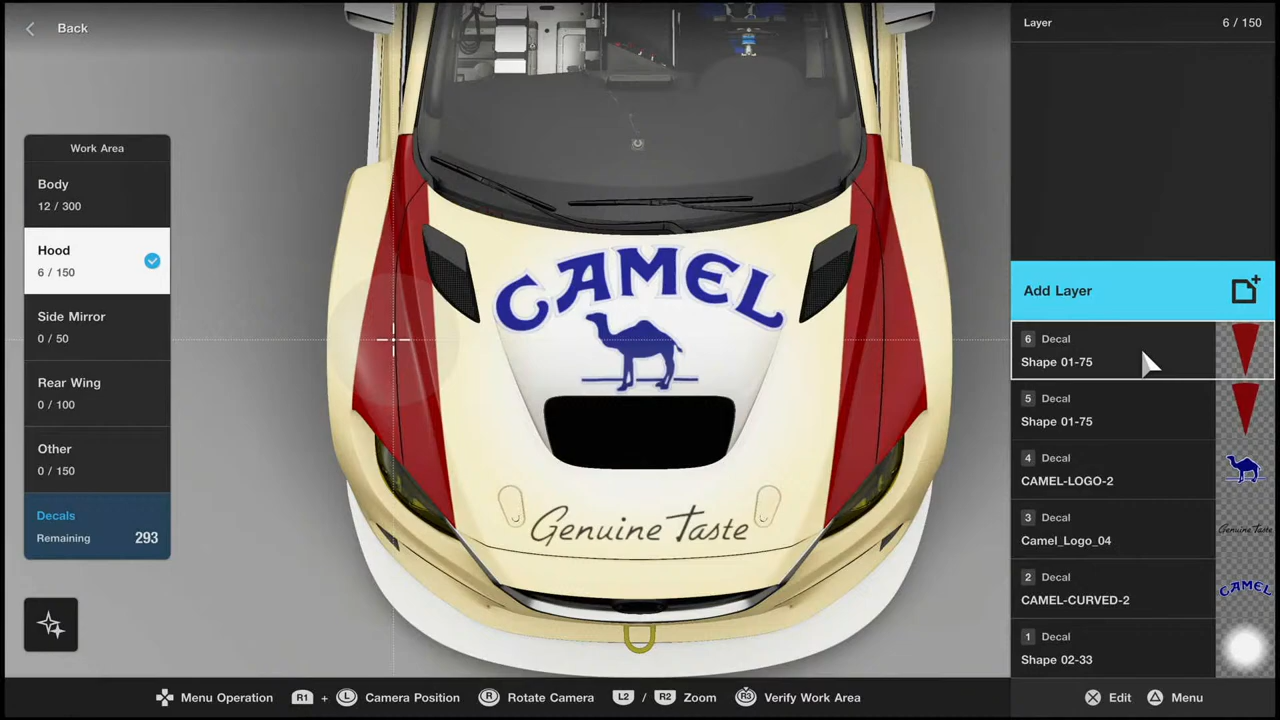 Back
Layer 6 / 150
Work Area
Body
12 / 300
Hood
6 / 150
Side Mirror
0 / 50
Rear Wing
0 / 100
Other
0 / 150
Decals
Remaining 293
CAMEL
Genuine Taste
Add Layer
6 Decal
Shape 01-75
5 Decal
Shape 01-75
4 Decal
CAMEL-LOGO-2
3 Decal
Camel_Logo_04
Genuine Taste
2 Decal
CAMEL-CURVED-2
CAMEL
1 Decal
Shape 02-33
Menu Operation R1 + L Camera Position R Rotate Camera L2 / R2 Zoom R3 Verify Work Area Edit Menu